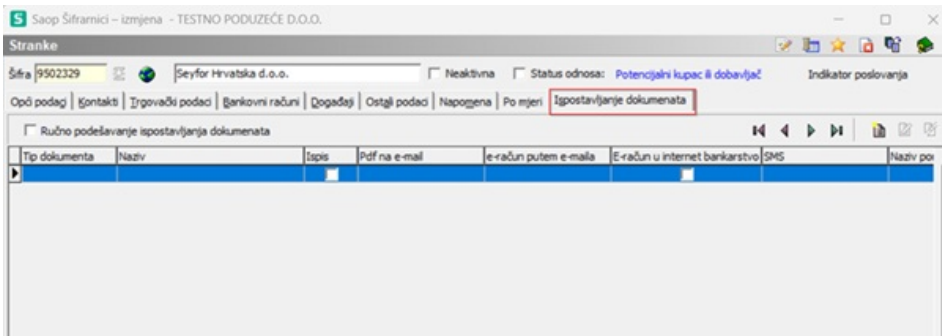 S Saop Šifrarnici – izmjena - TESTNO PODUZEĆE D.O.O.
Stranke
Šifra 9502329 Seyfor Hrvatska d.o.o. Neaktivna Status odnosa: Potencijalni kupac ili dobavljač Indikator poslovanja
Opći podaci Kontakti Trgovački podaci Bankovni računi Događaji Ostali podaci Napomena Po mjeri Ispostavljanje dokumenata
Ručno podešavanje ispostavljanja dokumenata
Tip dokumenta Naziv Ispis Pdf na e-mail e-račun putem e-maila E-račun u internet bankarstvo SMS Naziv po